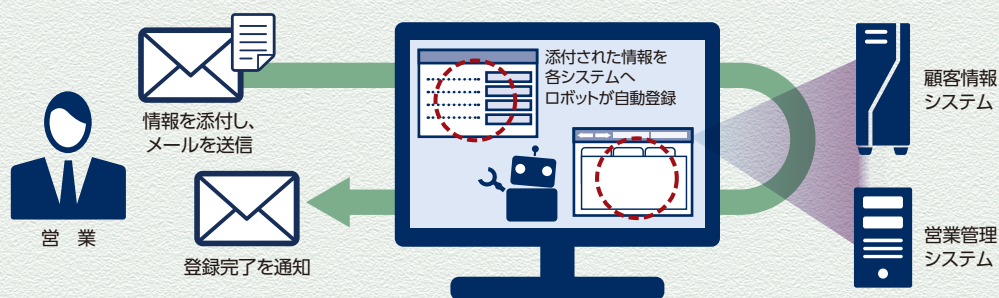 情報を添付し、
メールを送信
添付された情報を
各システムへ
ロボットが自動登録
顧客情報
システム
営　業
登録完了を通知
営業管理
システム